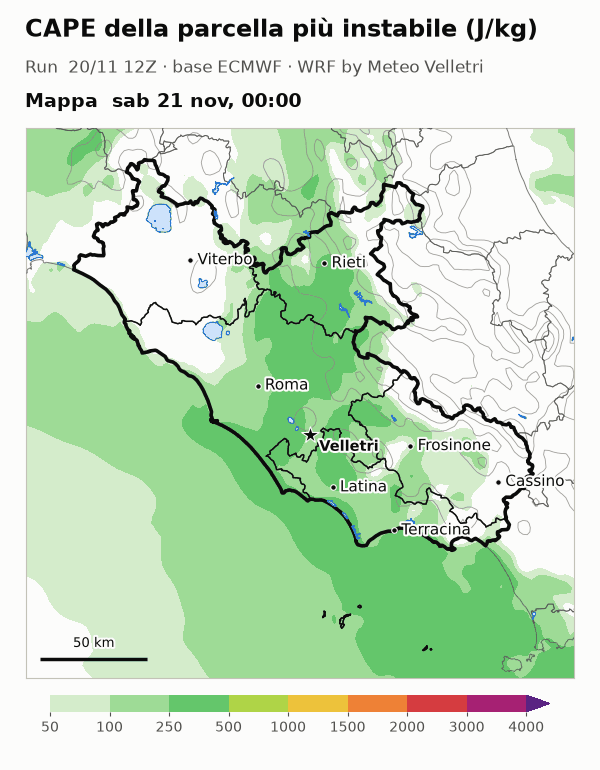 CAPE della parcella più instabile (J/kg)
Run  20/11 12Z · base ECMWF · WRF by Meteo Velletri
Mappa  sab 21 nov, 00:00
Viterbo
Rieti
Roma
Velletri
Frosinone
Latina
Cassino
Terracina
50 km
50 100 250 500 1000 1500 2000 3000 4000